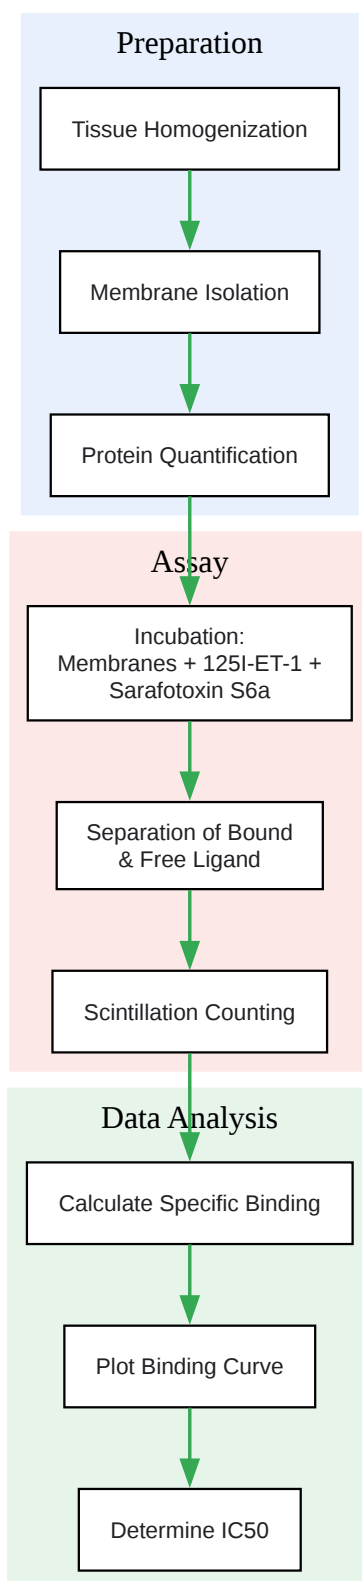 Preparation
Tissue Homogenization
Membrane Isolation
Protein Quantification
Assay
Incubation:
Membranes + 125I-ET-1 +
Sarafotoxin S6a
Separation of Bound
& Free Ligand
Scintillation Counting
Data Analysis
Calculate Specific Binding
Plot Binding Curve
Determine IC50